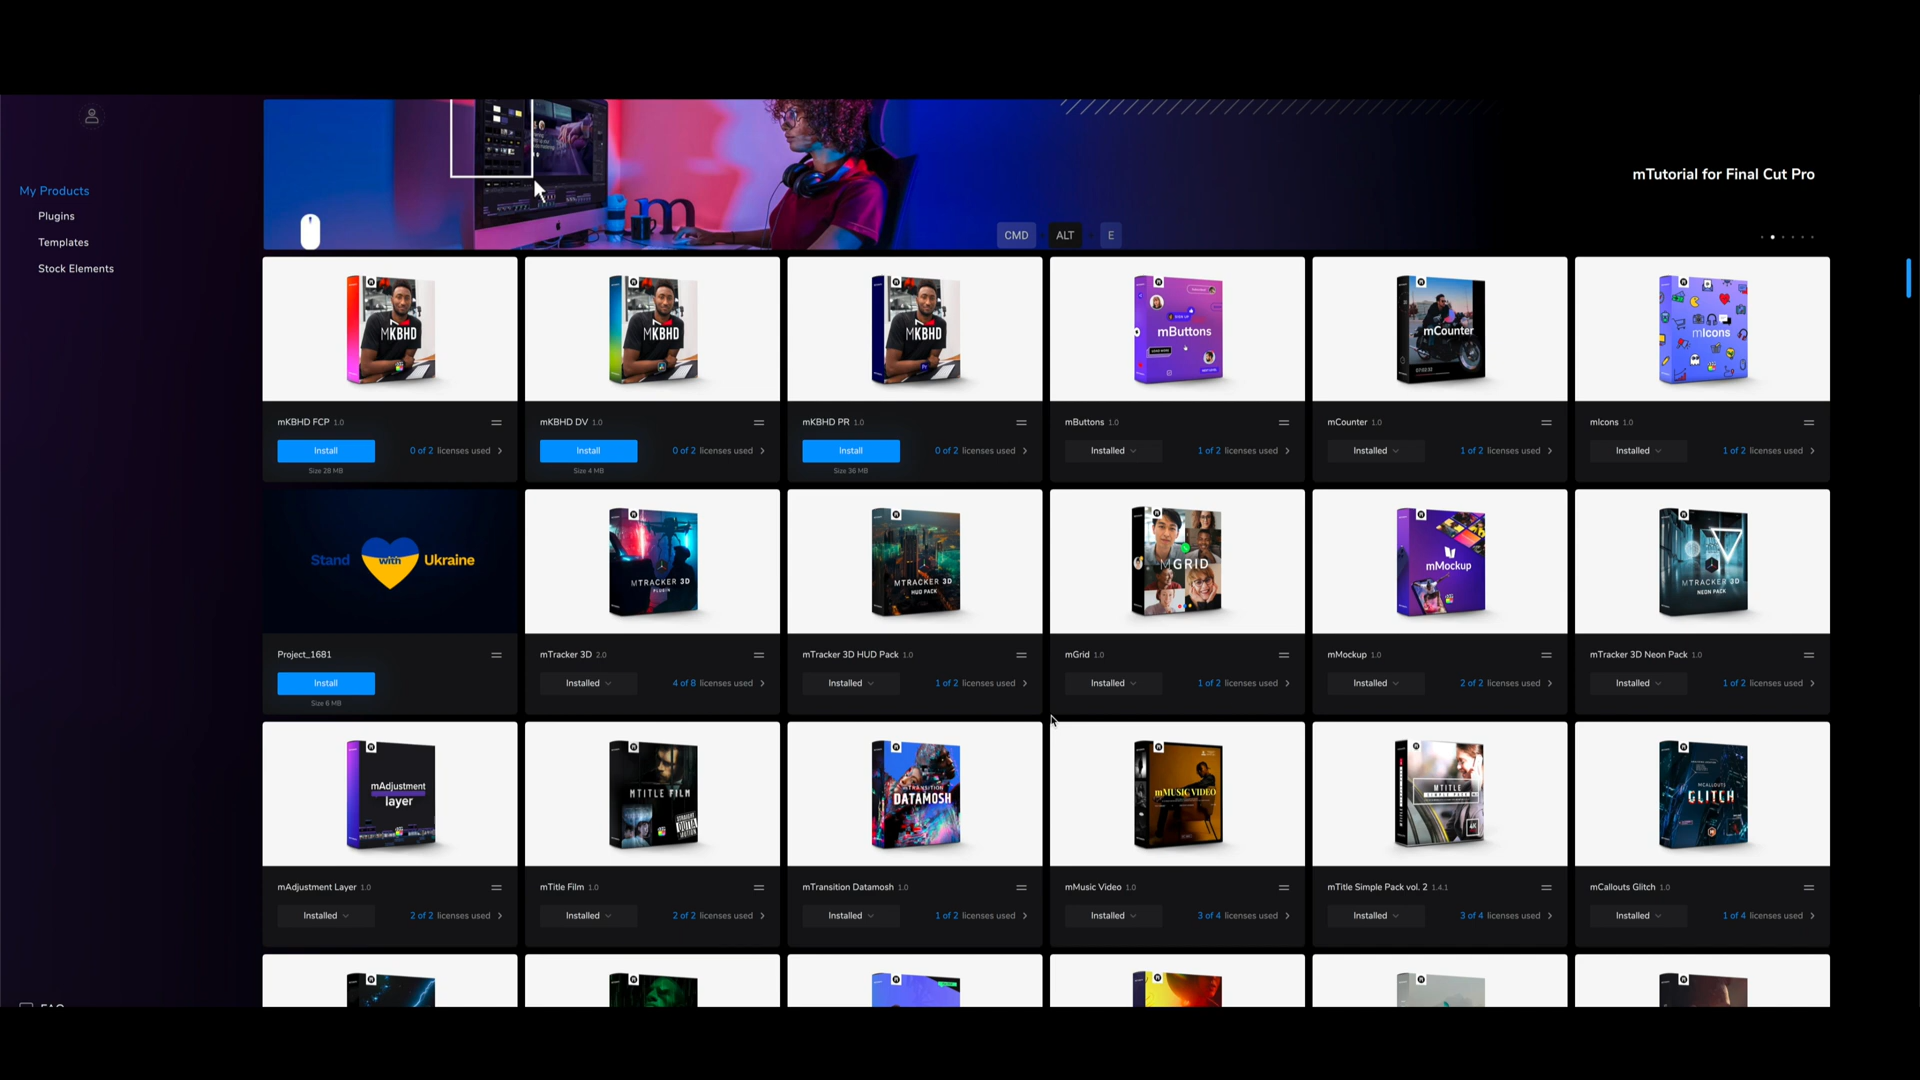 My Products
Plugins
Templates
Stock Elements
mTutorial for Final Cut Pro
CMD ALT E
MKBHD
MKBHD
MKBHD
mButtons
mCounter
mIcons
mKBHD FCP 1.0
Install
0 of 2 licenses used
Size 28 MB
mKBHD DV 1.0
Install
0 of 2 licenses used
Size 4 MB
mKBHD PR 1.0
Install
0 of 2 licenses used
Size 36 MB
mButtons 1.0
Installed
1 of 2 licenses used
mCounter 1.0
Installed
1 of 2 licenses used
mIcons 1.0
Installed
1 of 2 licenses used
Stand with Ukraine
MTRACKER 3D
PLUGIN
MTRACKER 3D
HUD PACK
MGRID
mMockup
MTRACKER 3D
NEON PACK
Project_1681
Install
Size 6 MB
mTracker 3D 2.0
Installed
4 of 8 licenses used
mTracker 3D HUD Pack 1.0
Installed
1 of 2 licenses used
mGrid 1.0
Installed
1 of 2 licenses used
mMockup 1.0
Installed
2 of 2 licenses used
mTracker 3D Neon Pack 1.0
Installed
1 of 2 licenses used
mAdjustment
layer
MTITLE FILM
STRAIGHT
OUTTA
MOTION
MTRANSITION
DATAMOSH
mMUSIC VIDEO
MTITLE
SIMPLE PACK
4K
MCALLOUTS
GLITCH
mAdjustment Layer 1.0
Installed
2 of 2 licenses used
mTitle Film 1.0
Installed
2 of 2 licenses used
mTransition Datamosh 1.0
Installed
1 of 2 licenses used
mMusic Video 1.0
Installed
3 of 4 licenses used
mTitle Simple Pack vol. 2 1.4.1
Installed
3 of 4 licenses used
mCallouts Glitch 1.0
Installed
1 of 4 licenses used
FAQ